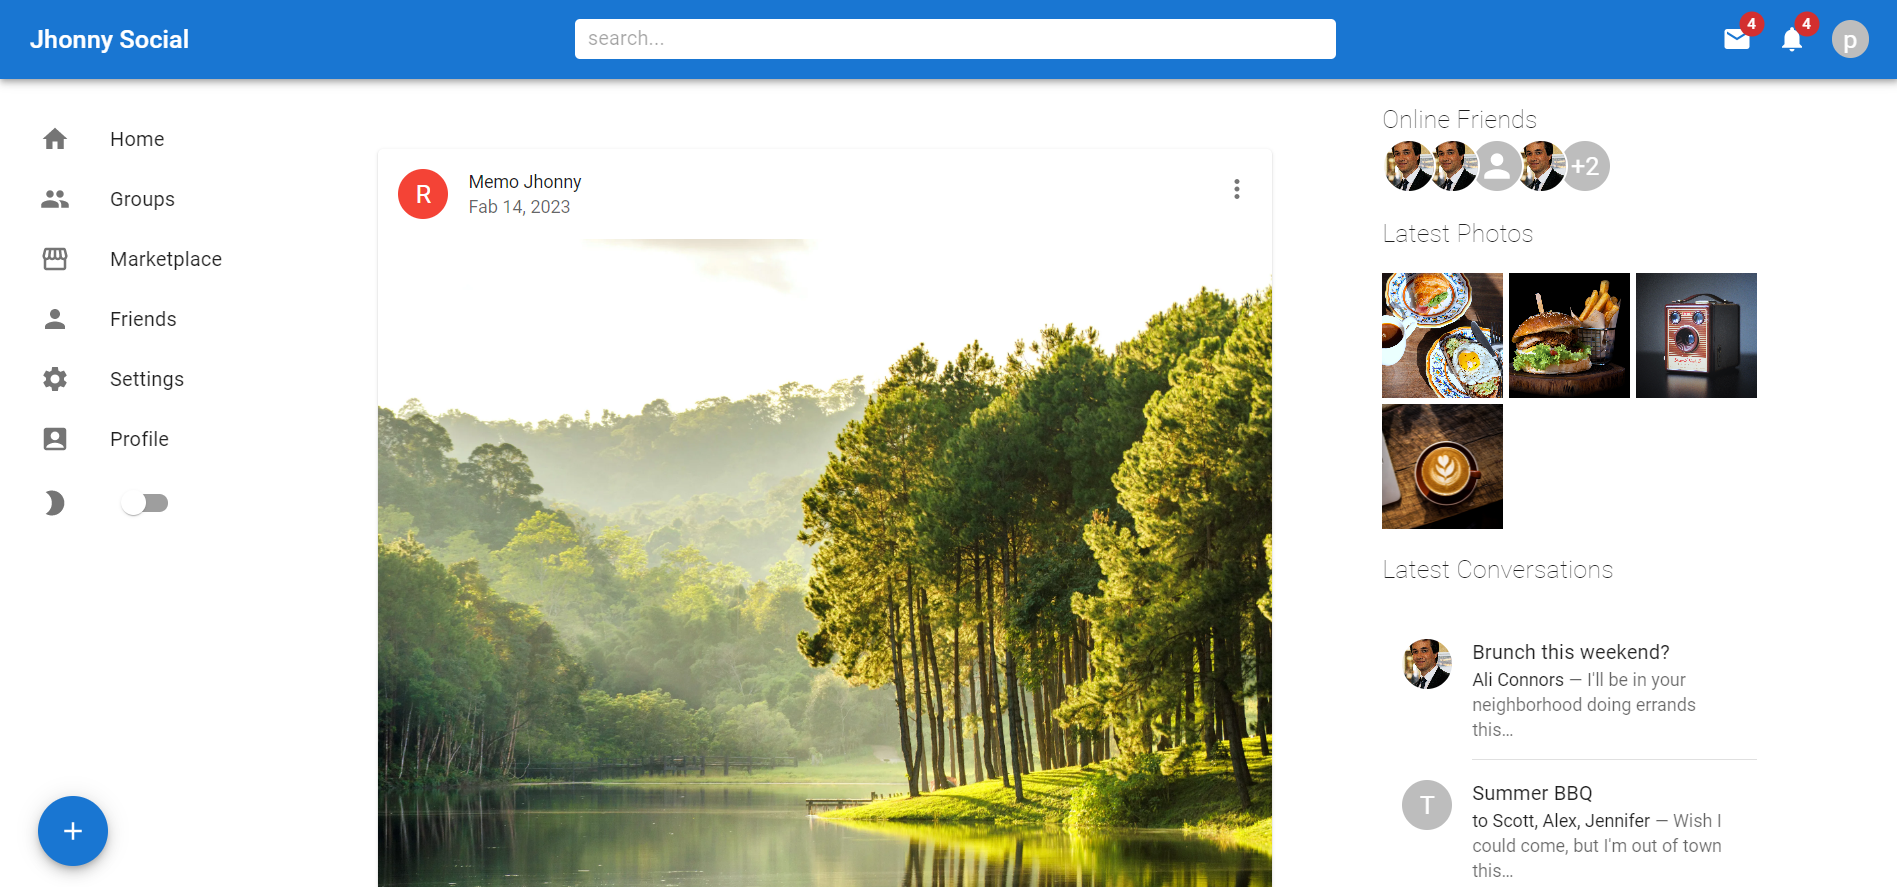 Jhonny Social
search...
4
4
p
Home
Groups
Marketplace
Friends
Settings
Profile
+
R
Memo Jhonny
Fab 14, 2023
Online Friends
+2
Latest Photos
Latest Conversations
Brunch this weekend?
Ali Connors — I'll be in your
neighborhood doing errands
this…
T
Summer BBQ
to Scott, Alex, Jennifer — Wish I
could come, but I'm out of town
this…